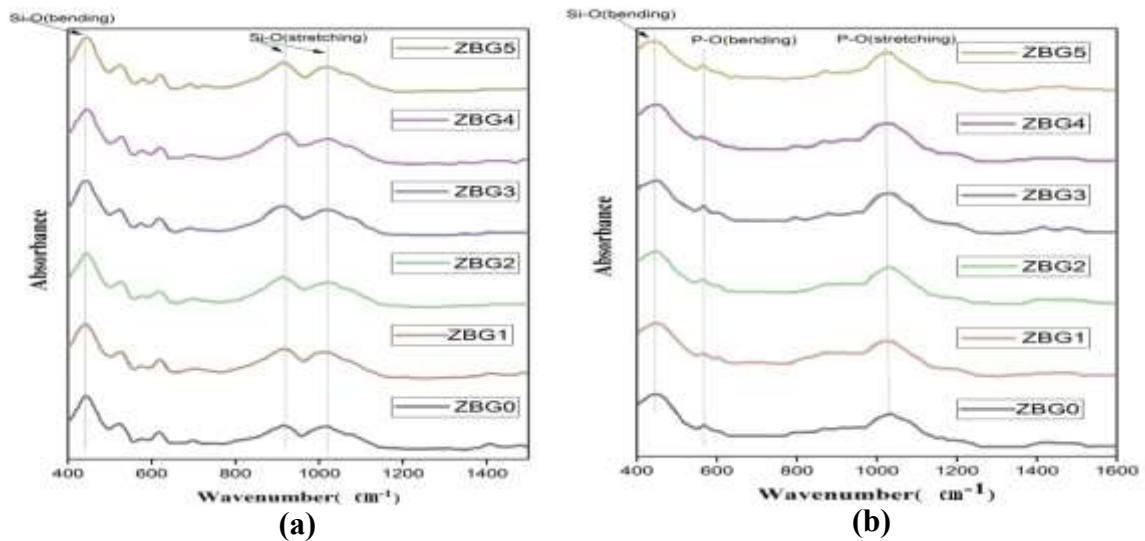 Si-O(bending)
Si-O(stretching)
ZBG5
ZBG4
ZBG3
ZBG2
ZBG1
ZBG0
Absorbance
400 600 800 1000 1200 1400
Wavenumber( cm-1)
(a)
Si-O(bending)
P-O(bending)
P-O(stretching)
ZBG5
ZBG4
ZBG3
ZBG2
ZBG1
ZBG0
Absorbance
400 600 800 1000 1200 1400 1600
Wavenumber( cm-1)
(b)